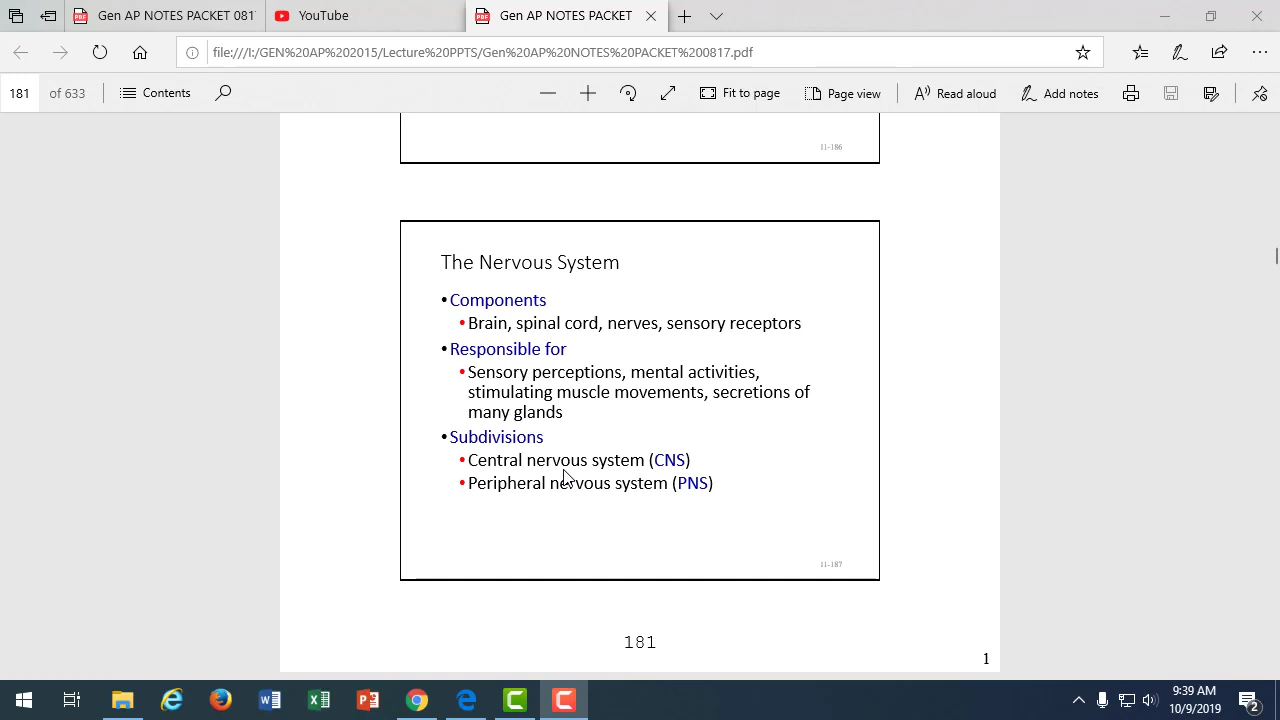 Gen AP NOTES PACKET 081
YouTube
Gen AP NOTES PACKET
file:///I:/GEN%20AP%202015/Lecture%20PPTS/Gen%20AP%20NOTES%20PACKET%200817.pdf
181 of 633
Contents
Fit to page
Page view
Read aloud
Add notes
11-186
The Nervous System
•Components
•Brain, spinal cord, nerves, sensory receptors
•Responsible for
•Sensory perceptions, mental activities,
stimulating muscle movements, secretions of
many glands
•Subdivisions
•Central nervous system (CNS)
•Peripheral nervous system (PNS)
11-187
181
1
9:39 AM
10/9/2019
2